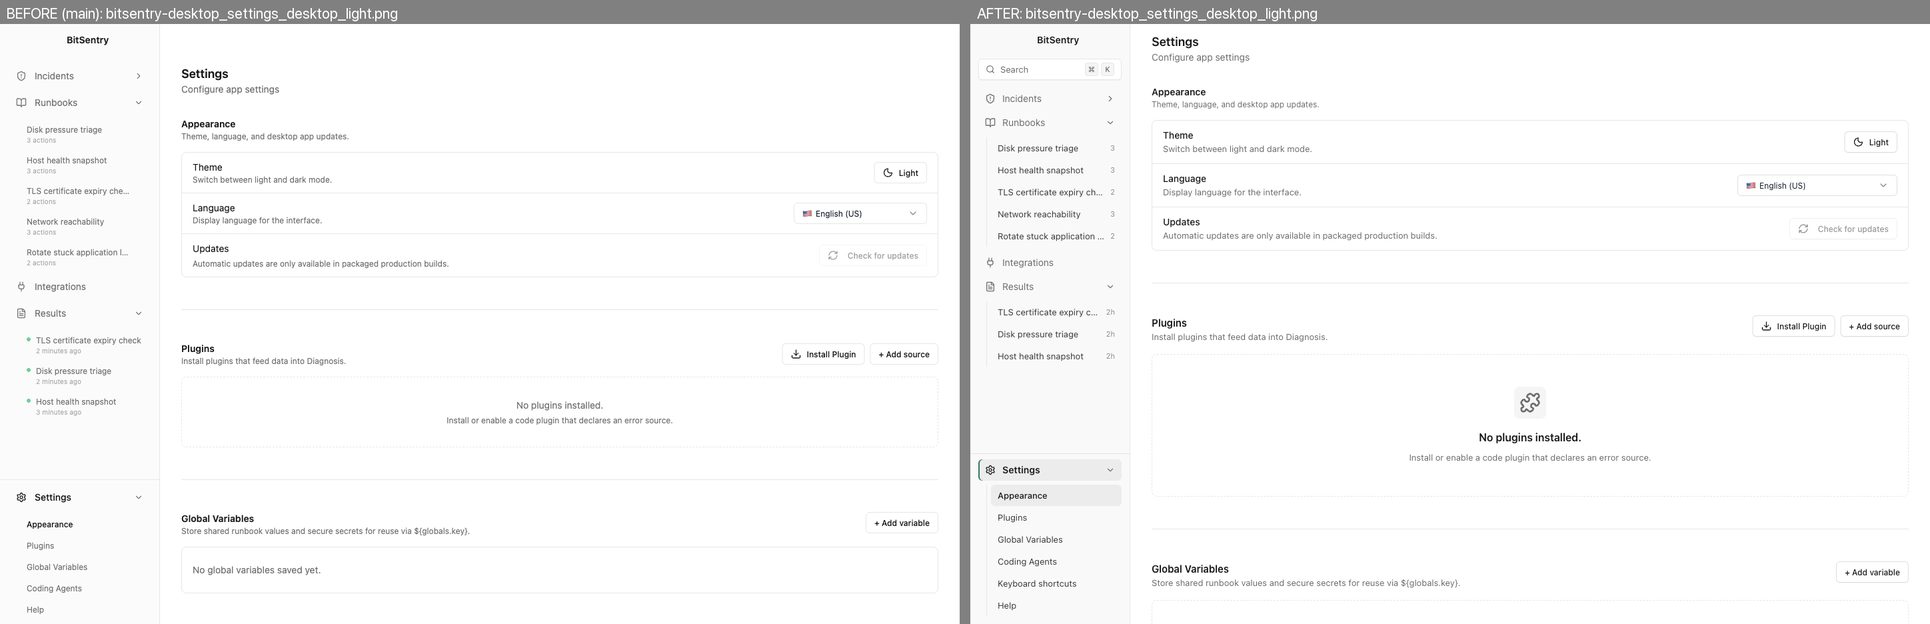 BEFORE (main): bitsentry-desktop_settings_desktop_light.png
BitSentry
Incidents
Runbooks
Disk pressure triage
3 actions
Host health snapshot
3 actions
TLS certificate expiry che...
2 actions
Network reachability
3 actions
Rotate stuck application l...
2 actions
Integrations
Results
TLS certificate expiry check
2 minutes ago
Disk pressure triage
2 minutes ago
Host health snapshot
3 minutes ago
Settings
Appearance
Plugins
Global Variables
Coding Agents
Help
Settings
Configure app settings
Appearance
Theme, language, and desktop app updates.
Theme
Switch between light and dark mode.
Light
Language
Display language for the interface.
English (US)
Updates
Automatic updates are only available in packaged production builds.
Check for updates
Plugins
Install plugins that feed data into Diagnosis.
Install Plugin
+ Add source
No plugins installed.
Install or enable a code plugin that declares an error source.
Global Variables
Store shared runbook values and secure secrets for reuse via ${globals.key}.
+ Add variable
No global variables saved yet.
AFTER: bitsentry-desktop_settings_desktop_light.png
BitSentry
Search ⌘ K
Incidents
Runbooks
Disk pressure triage 3
Host health snapshot 3
TLS certificate expiry ch... 2
Network reachability 3
Rotate stuck application ... 2
Integrations
Results
TLS certificate expiry c... 2h
Disk pressure triage 2h
Host health snapshot 2h
Settings
Appearance
Plugins
Global Variables
Coding Agents
Keyboard shortcuts
Help
Settings
Configure app settings
Appearance
Theme, language, and desktop app updates.
Theme
Switch between light and dark mode.
Light
Language
Display language for the interface.
English (US)
Updates
Automatic updates are only available in packaged production builds.
Check for updates
Plugins
Install plugins that feed data into Diagnosis.
Install Plugin
+ Add source
No plugins installed.
Install or enable a code plugin that declares an error source.
Global Variables
Store shared runbook values and secure secrets for reuse via ${globals.key}.
+ Add variable